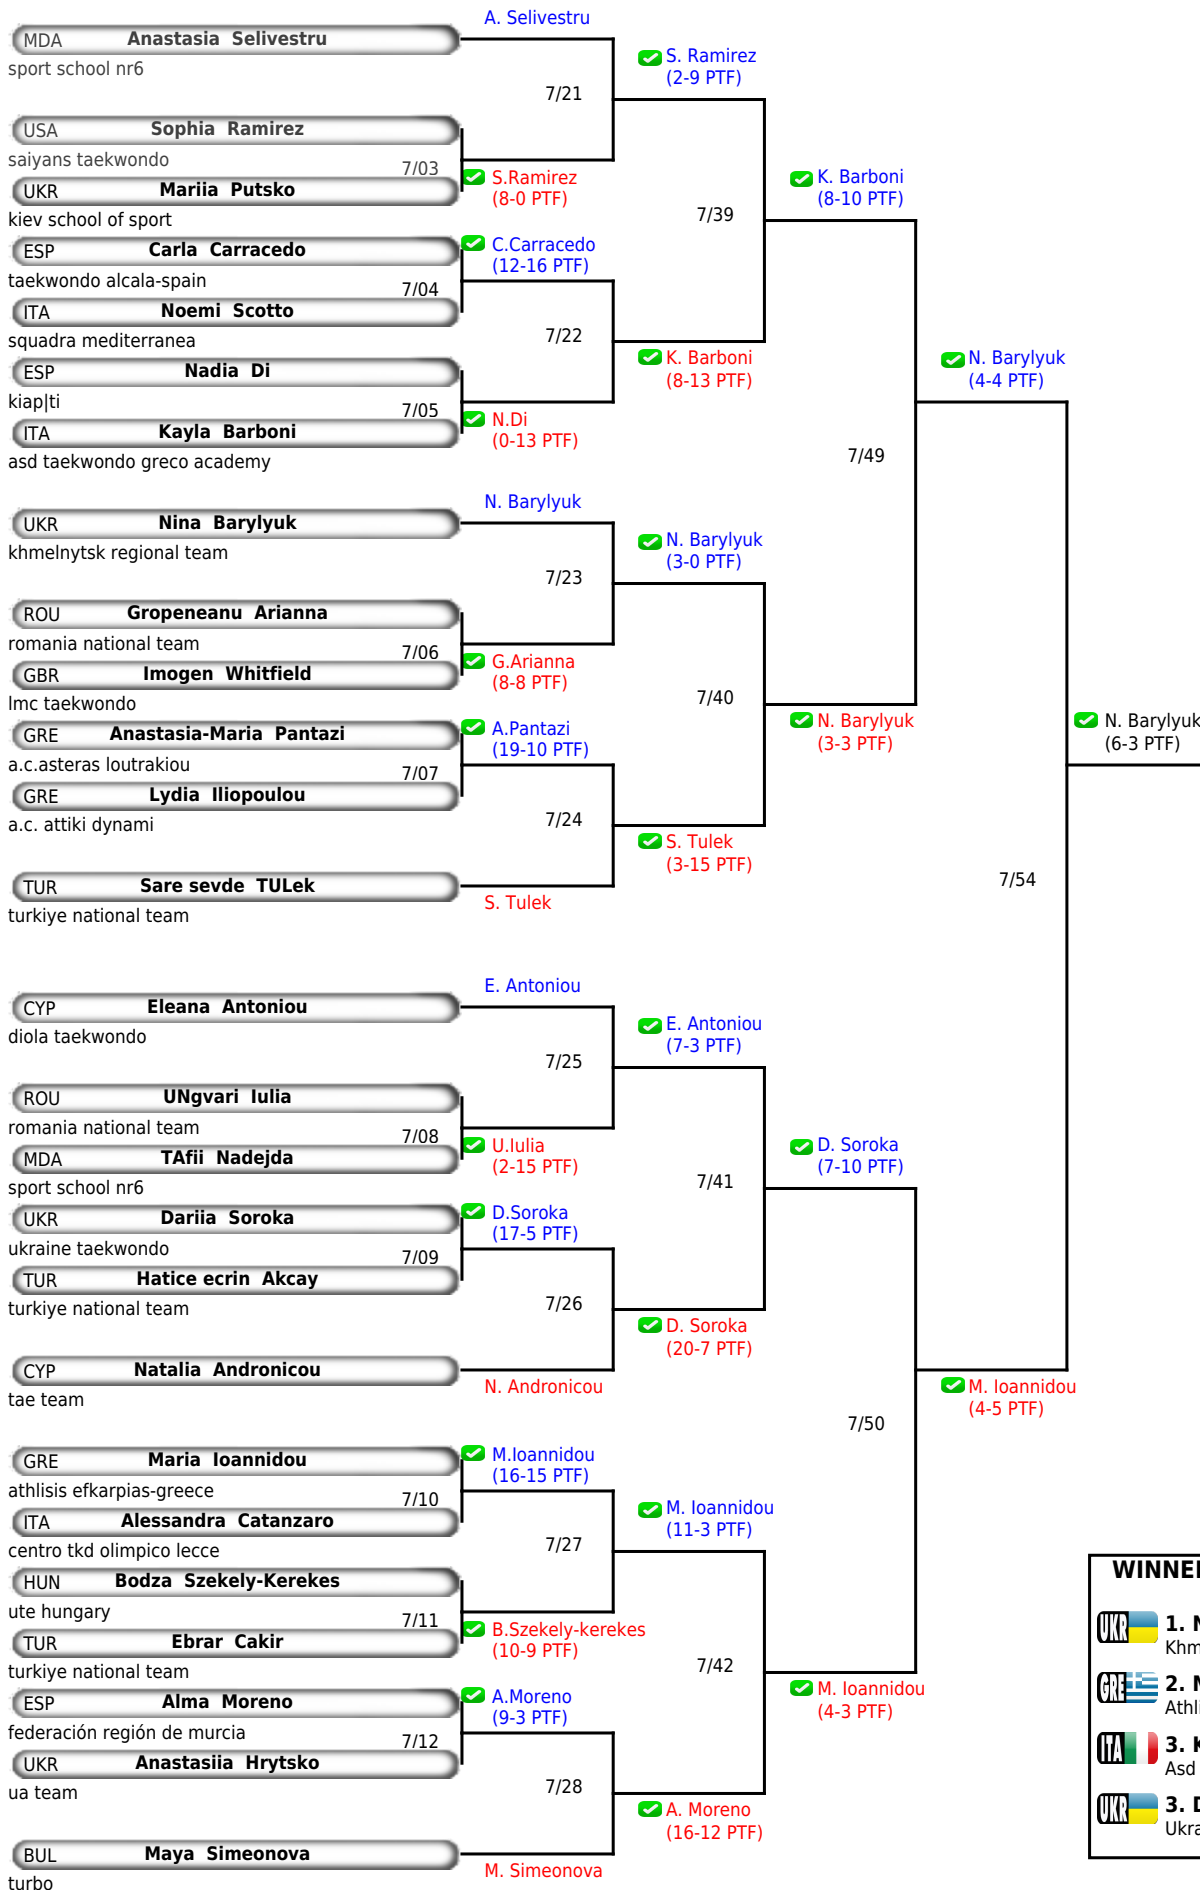 A. Selivestru
MDA Anastasia Selivestru
sport school nr6
S. Ramirez
(2-9 PTF)
7/21
USA Sophia Ramirez
saiyans taekwondo
7/03
UKR Mariia Putsko
kiev school of sport
S.Ramirez
(8-0 PTF)
K. Barboni
(8-10 PTF)
7/39
ESP Carla Carracedo
taekwondo alcala-spain
C.Carracedo
(12-16 PTF)
7/04
ITA Noemi Scotto
squadra mediterranea
7/22
K. Barboni
(8-13 PTF)
ESP Nadia Di
kiap|ti
7/05
ITA Kayla Barboni
asd taekwondo greco academy
N.Di
(0-13 PTF)
N. Barylyuk
(4-4 PTF)
7/49
N. Barylyuk
UKR Nina Barylyuk
khmelnytsk regional team
N. Barylyuk
(3-0 PTF)
7/23
ROU Gropeneanu Arianna
romania national team
7/06
GBR Imogen Whitfield
lmc taekwondo
G.Arianna
(8-8 PTF)
7/40
N. Barylyuk
(3-3 PTF)
GRE Anastasia-Maria Pantazi
a.c.asteras loutrakiou
A.Pantazi
(19-10 PTF)
7/07
GRE Lydia Iliopoulou
a.c. attiki dynami
7/24
S. Tulek
(3-15 PTF)
TUR Sare sevde TULek
turkiye national team
S. Tulek
N. Barylyuk
(6-3 PTF)
7/54
E. Antoniou
CYP Eleana Antoniou
diola taekwondo
E. Antoniou
(7-3 PTF)
7/25
ROU UNgvari Iulia
romania national team
7/08
MDA TAfii Nadejda
sport school nr6
U.Iulia
(2-15 PTF)
D. Soroka
(7-10 PTF)
7/41
UKR Dariia Soroka
ukraine taekwondo
D.Soroka
(17-5 PTF)
7/09
TUR Hatice ecrin Akcay
turkiye national team
7/26
D. Soroka
(20-7 PTF)
CYP Natalia Andronicou
tae team
N. Andronicou
M. Ioannidou
(4-5 PTF)
7/50
GRE Maria Ioannidou
athlisis efkarpias-greece
M.Ioannidou
(16-15 PTF)
7/10
ITA Alessandra Catanzaro
centro tkd olimpico lecce
M. Ioannidou
(11-3 PTF)
7/27
HUN Bodza Szekely-Kerekes
ute hungary
7/11
TUR Ebrar Cakir
turkiye national team
B.Szekely-kerekes
(10-9 PTF)
7/42
M. Ioannidou
(4-3 PTF)
ESP Alma Moreno
federación región de murcia
A.Moreno
(9-3 PTF)
7/12
UKR Anastasiia Hrytsko
ua team
7/28
A. Moreno
(16-12 PTF)
BUL Maya Simeonova
turbo
M. Simeonova
UKR 1.
GRE 2.
ITA 3.
Asd
UKR 3.